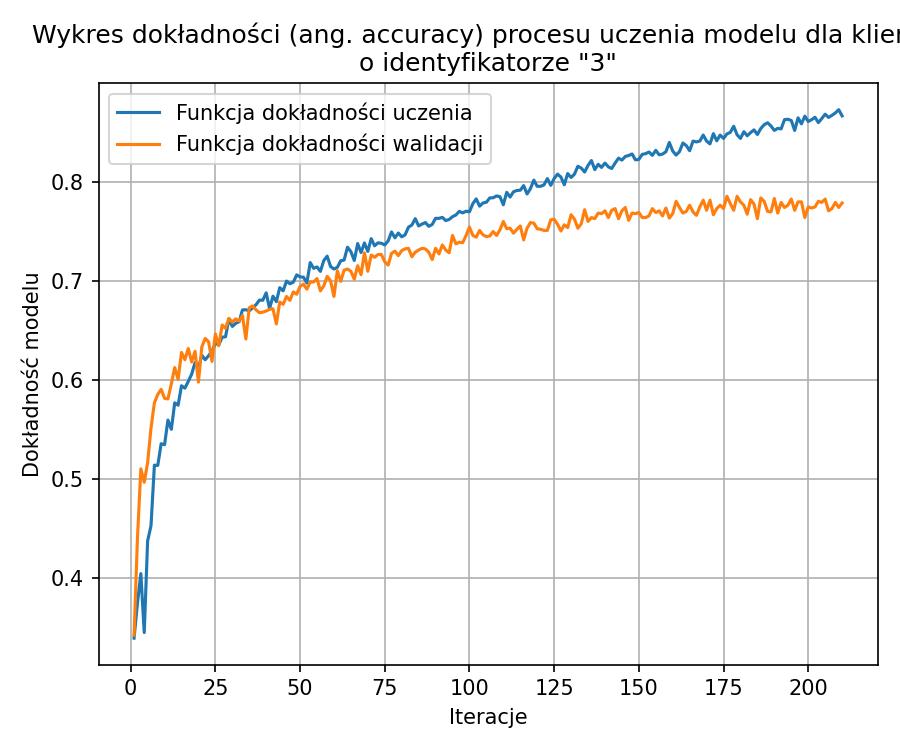 Wykres dokładności (ang. accuracy) procesu uczenia modelu dla
o identyfikatorze "3"
Funkcja dokładności uczenia
Funkcja dokładności walidacji
Dokładność modelu
0.8
0.7
0.6
0.5
0.4
0 25 50 75 100 125 150 175 200
Iteracje